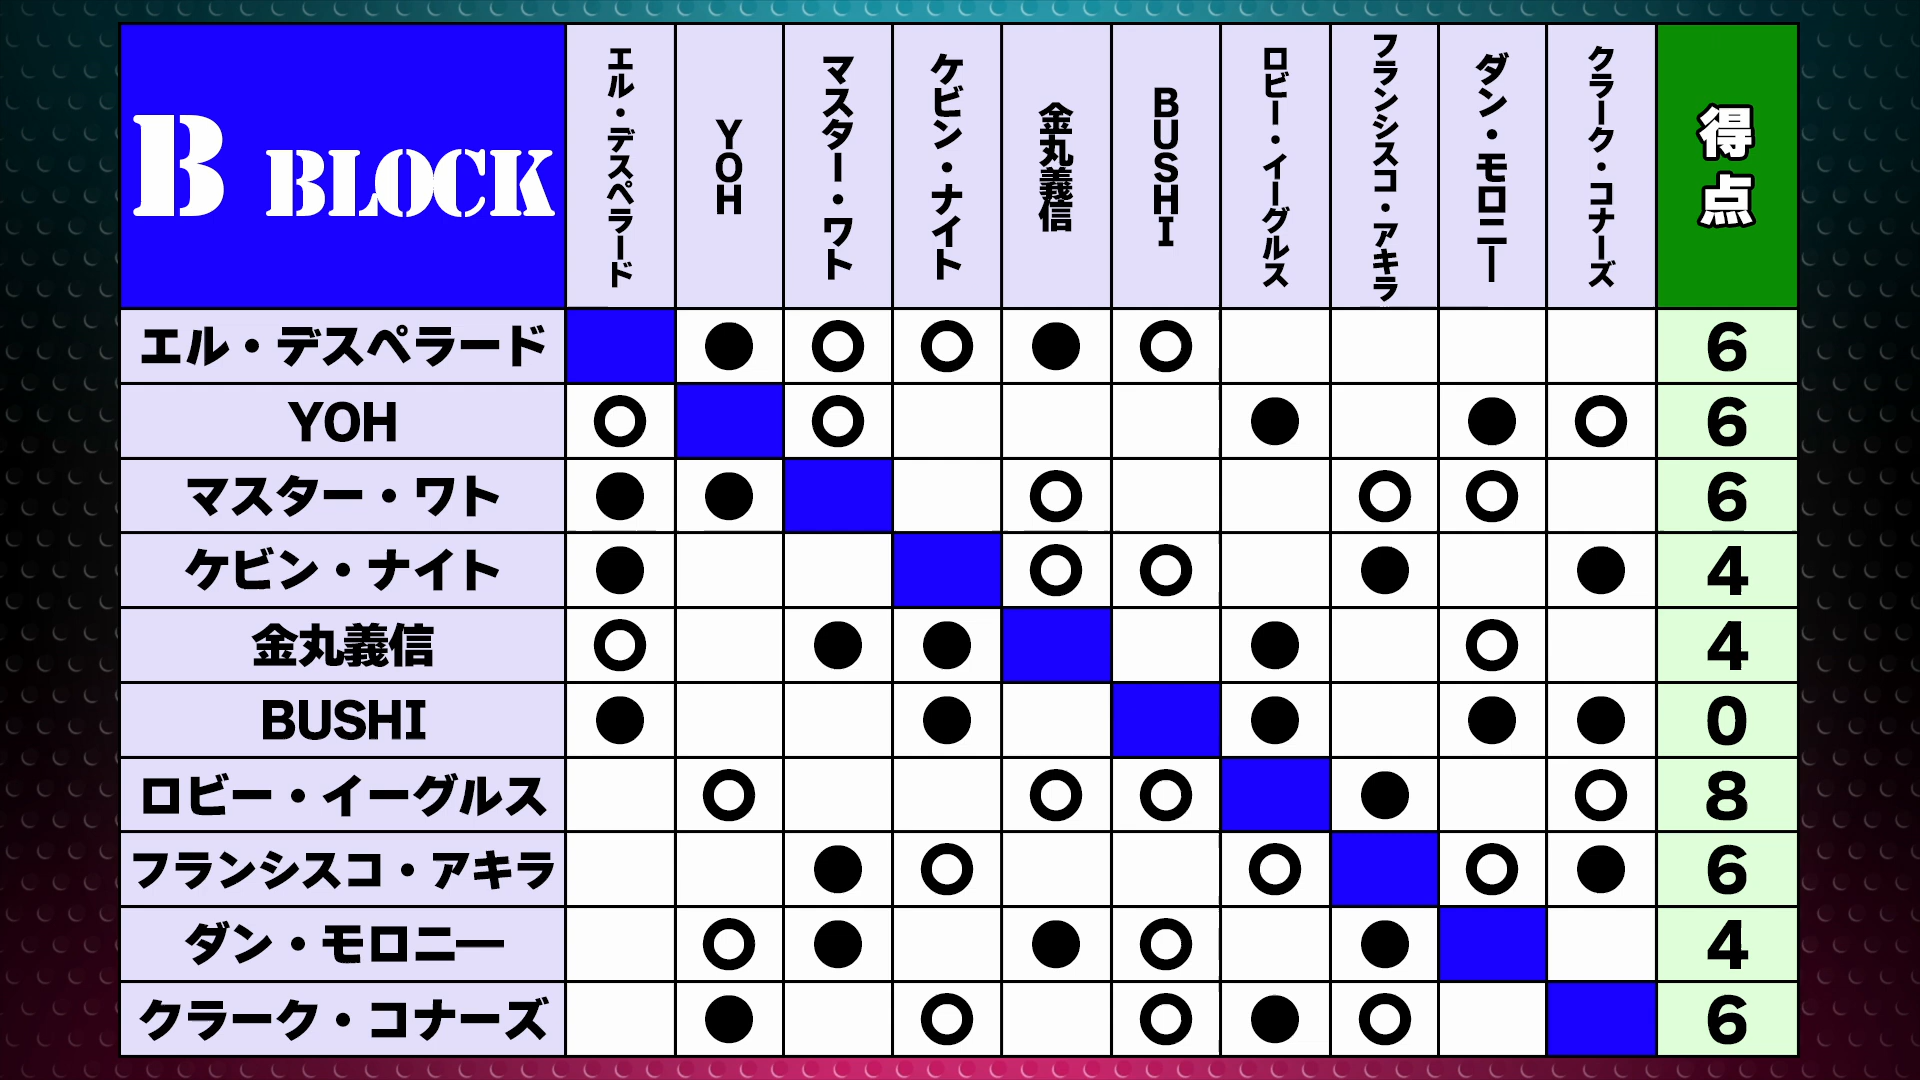 B BLOCK
エル・デスペラード
YOH
マスター・ワト
ケビン・ナイト
金丸義信
BUSHI
ロビー・イーグルス
フランシスコ・アキラ
ダン・モロニー
クラーク・コナーズ
得点
エル・デスペラード ● ○ ○ ● ○ 6
YOH ○ ○ ● ● ○ 6
マスター・ワト ● ● ○ ○ ○ 6
ケビン・ナイト ● ○ ○ ● ● 4
金丸義信 ○ ● ● ● ○ 4
BUSHI ● ● ● ● ● 0
ロビー・イーグルス ○ ○ ○ ● ○ 8
フランシスコ・アキラ ● ○ ○ ○ ● 6
ダン・モロニー ○ ● ● ○ ● 4
クラーク・コナーズ ● ○ ○ ● ○ 6